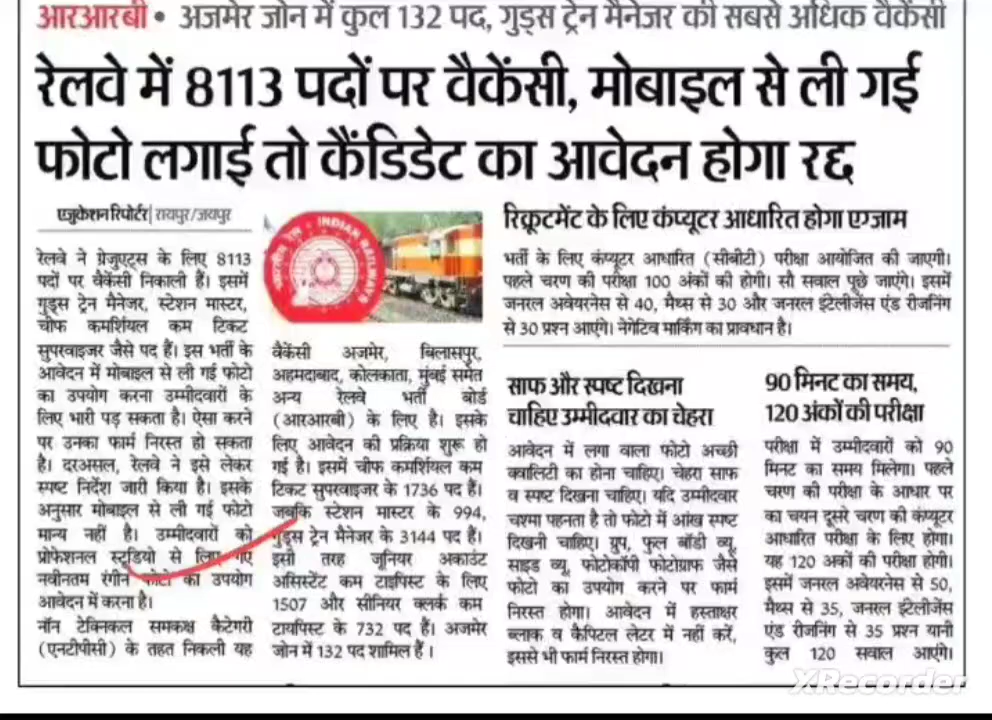 आरआरबी • अजमेर जोन में कुल 132 पद, गुड्स ट्रेन मैनेजर की सबसे अधिक वैकेंसी
रेलवे में 8113 पदों पर वैकेंसी, मोबाइल से ली गई
फोटो लगाई तो कैंडिडेट का आवेदन होगा रद्द
एजुकेशन रिपोर्टर| रायपुर/जयपुर
रेलवे ने ग्रेजुएट्स के लिए 8113
पदों पर वैकेंसी निकाली है। इसमें
गुड्स ट्रेन मैनेजर, स्टेशन मास्टर,
चीफ कमर्शियल कम टिकट
सुपरवाइजर जैसे पद हैं। इस भर्ती के
आवेदन में मोबाइल से ली गई फोटो
का उपयोग करना उम्मीदवारों के
लिए भारी पड़ सकता है। ऐसा करने
पर उनका फार्म निरस्त हो सकता
है। दरअसल, रेलवे ने इसे लेकर
स्पष्ट निर्देश जारी किया है। इसके
अनुसार मोबाइल से ली गई फोटो
मान्य नहीं है। उम्मीदवारों को
प्रोफेशनल स्टूडियो से लिए गए
नवीनतम रंगीन फोटो का उपयोग
आवेदन में करना है।
नॉन टेक्निकल समकक्ष कैटेगरी
(एनटीपीसी) के तहत निकली यह
INDIAN RAILWAYS
भारतीय रेल
वैकेंसी अजमेर, बिलासपुर,
अहमदाबाद, कोलकाता, मुंबई समेत
अन्य रेलवे भर्ती बोर्ड
(आरआरबी) के लिए है। इसके
लिए आवेदन की प्रक्रिया शुरू हो
गई है। इसमें चीफ कमर्शियल कम
टिकट सुपरवाइजर के 1736 पद हैं।
जबकि स्टेशन मास्टर के 994,
गुड्स ट्रेन मैनेजर के 3144 पद हैं।
इसी तरह जूनियर अकाउंट
असिस्टेंट कम टाइपिस्ट के लिए
1507 और सीनियर क्लर्क कम
टायपिस्ट के 732 पद हैं। अजमेर
जोन में 132 पद शामिल हैं ।
रिक्रूटमेंट के लिए कंप्यूटर आधारित होगा एग्जाम
भर्ती के लिए कंप्यूटर आधारित (सीबीटी) परीक्षा आयोजित की जाएगी।
पहले चरण की परीक्षा 100 अंकों की होगी। सौ सवाल पूछे जाएंगे। इसमें
जनरल अवेयरनेस से 40, मैथ्स से 30 और जनरल इंटेलीजेंस एंड रीजनिंग
से 30 प्रश्न आएंगे। नेगेटिव मार्किंग का प्रावधान है।
साफ और स्पष्ट दिखना
चाहिए उम्मीदवार का चेहरा
आवेदन में लगा वाला फोटो अच्छी
क्वालिटी का होना चाहिए। चेहरा साफ
व स्पष्ट दिखना चाहिए। यदि उम्मीदवार
चश्मा पहनता है तो फोटो में आंख स्पष्ट
दिखनी चाहिए। ग्रुप, फुल बॉडी व्यू,
साइड व्यू, फोटोकॉपी फोटोग्राफ जैसे
फोटो का उपयोग करने पर फार्म
निरस्त होगा। आवेदन में हस्ताक्षर
ब्लाक व कैपिटल लेटर में नहीं करें,
इससे भी फार्म निरस्त होगा।
90 मिनट का समय,
120 अंकों की परीक्षा
परीक्षा में उम्मीदवारों को 90
मिनट का समय मिलेगा। पहले
चरण की परीक्षा के आधार पर
का चयन दूसरे चरण की कंप्यूटर
आधारित परीक्षा के लिए होगा।
यह 120 अकों की परीक्षा होगी।
इसमें जनरल अवेयरनेस से 50,
मैथ्स से 35, जनरल इंटेलीजेंस
एंड रीजनिंग से 35 प्रश्न यानी
कुल 120 सवाल आएंगे।
XRecorder